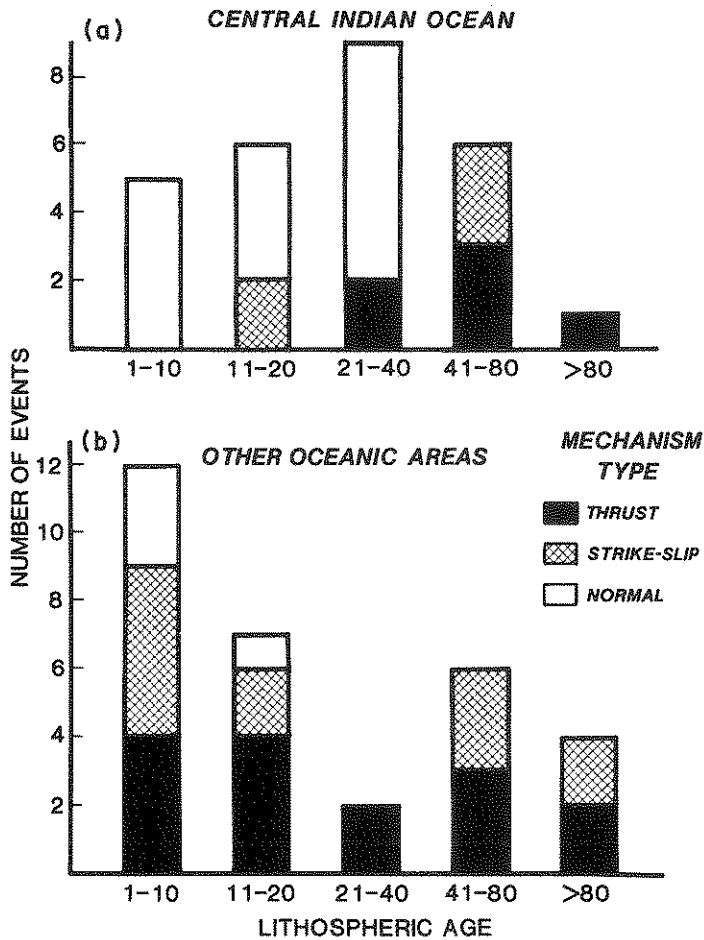 (a)
CENTRAL INDIAN OCEAN
8
6
4
2
1-10 11-20 21-40 41-80 >80
NUMBER OF EVENTS
(b)
OTHER OCEANIC AREAS
MECHANISM
TYPE
THRUST
STRIKE-SLIP
NORMAL
12
10
8
6
4
2
1-10 11-20 21-40 41-80 >80
LITHOSPHERIC AGE